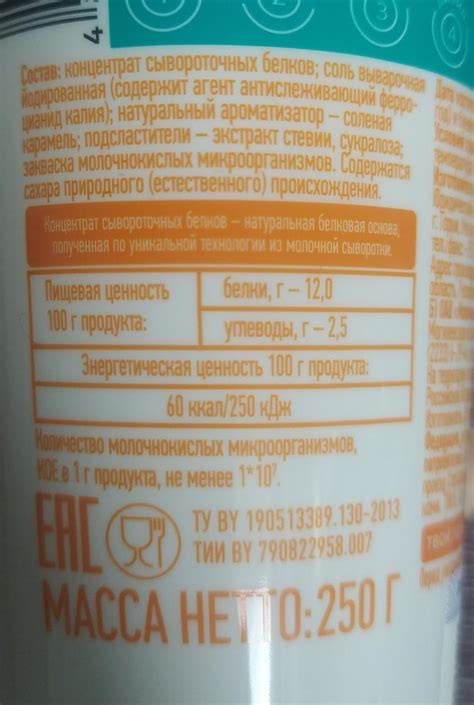 4
3
4
Состав: концентрат сывороточных белков; соль выварочная
йодированная (содержит агент антислеживающий ферро-
цианид калия); натуральный ароматизатор – соленая
карамель; подсластители – экстракт стевии, сукралоза;
закваска молочнокислых микроорганизмов. Содержатся
сахара природного (естественного) происхождения.
Концентрат сывороточных белков – натуральная белковая основа,
полученная по уникальной технологии из молочной сыворотки.
Пищевая ценность
100 г продукта:
белки, г – 12,0
углеводы, г – 2,5
Энергетическая ценность 100 г продукта:
60 ккал/250 кДж
Количество молочнокислых микроорганизмов,
КОЕ в 1 г продукта, не менее 1*10⁷.
EAC
ТУ BY 190513389.130-2013
ТИИ BY 790822958.007
МАССА НЕТТО: 250 Г